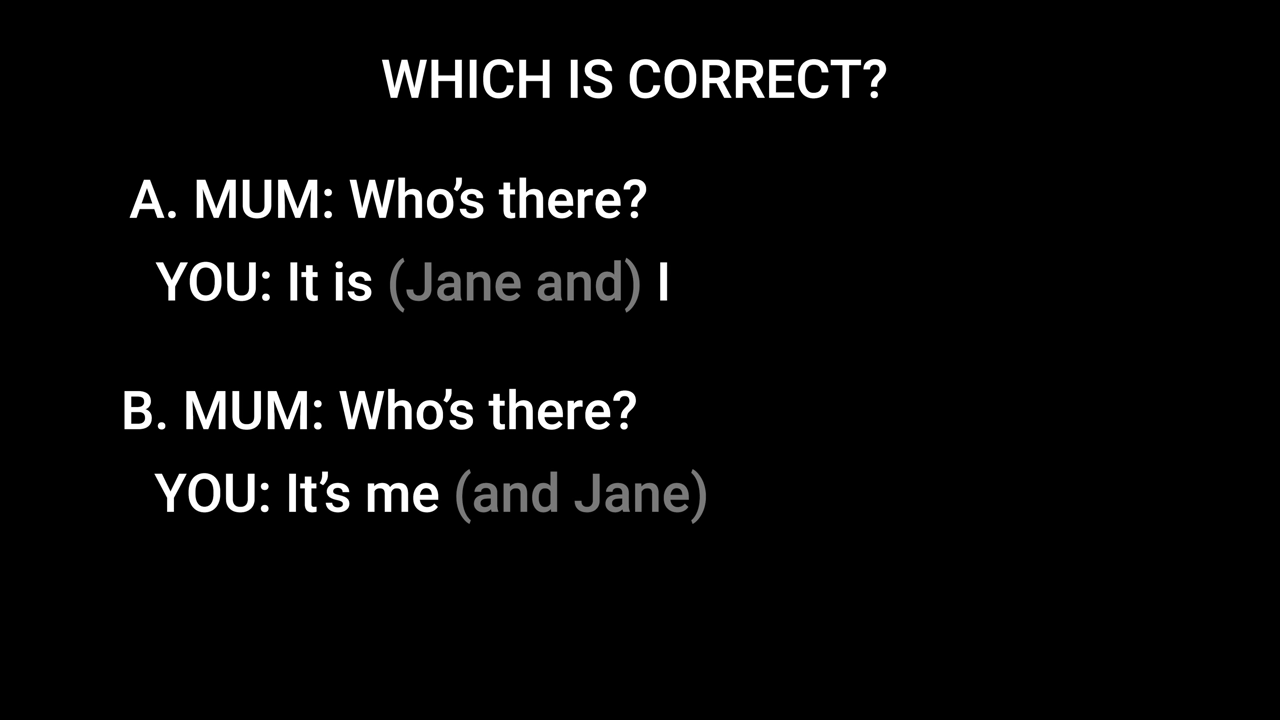 WHICH IS CORRECT?
A. MUM: Who’s there?
YOU: It is (Jane and) I
B. MUM: Who’s there?
YOU: It’s me (and Jane)